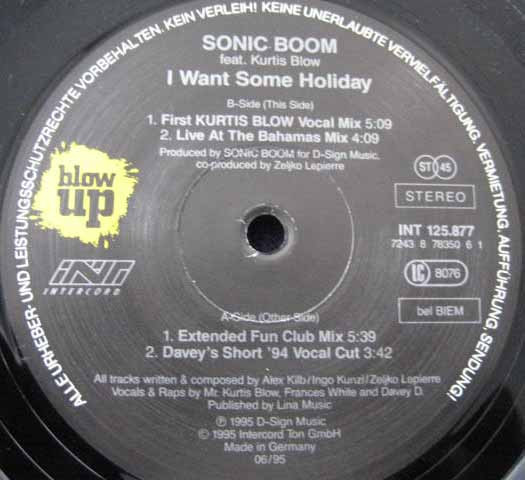 ALLE URHEBER UND LEISTUNGSSCHUTZRECHTE VORBEHALTEN. KEIN VERLEIH! KEINE UNERLAUBTE VERVIELFÄLTIGUNG, VERMIETUNG, AUFFÜHRUNG, SENDUNG!
SONIC BOOM
feat. Kurtis Blow
I Want Some Holiday
B-Side (This Side)
1. First KURTIS BLOW Vocal Mix 5:09
2. Live At The Bahamas Mix 4:09
Produced by SONIC BOOM for D-Sign Music.
co-produced by Zeljko Lepierre
blow
up
ST 45
STEREO
INT 125.877
7243 8 78350 6 1
LC 8076
bel BIEM
INT
INTERCORD
A-Side (Other Side)
1. Extended Fun Club Mix 5:39
2. Davey's Short '94 Vocal Cut 3:42
All tracks written & composed by Alex Kilb/Ingo Kunzl/Zeljko Lepierre
Vocals & Raps by Mr. Kurtis Blow, Frances White and Davey D.
Published by Lina Music
℗ 1995 D-Sign Music
© 1995 Intercord Ton GmbH
Made in Germany
06/95